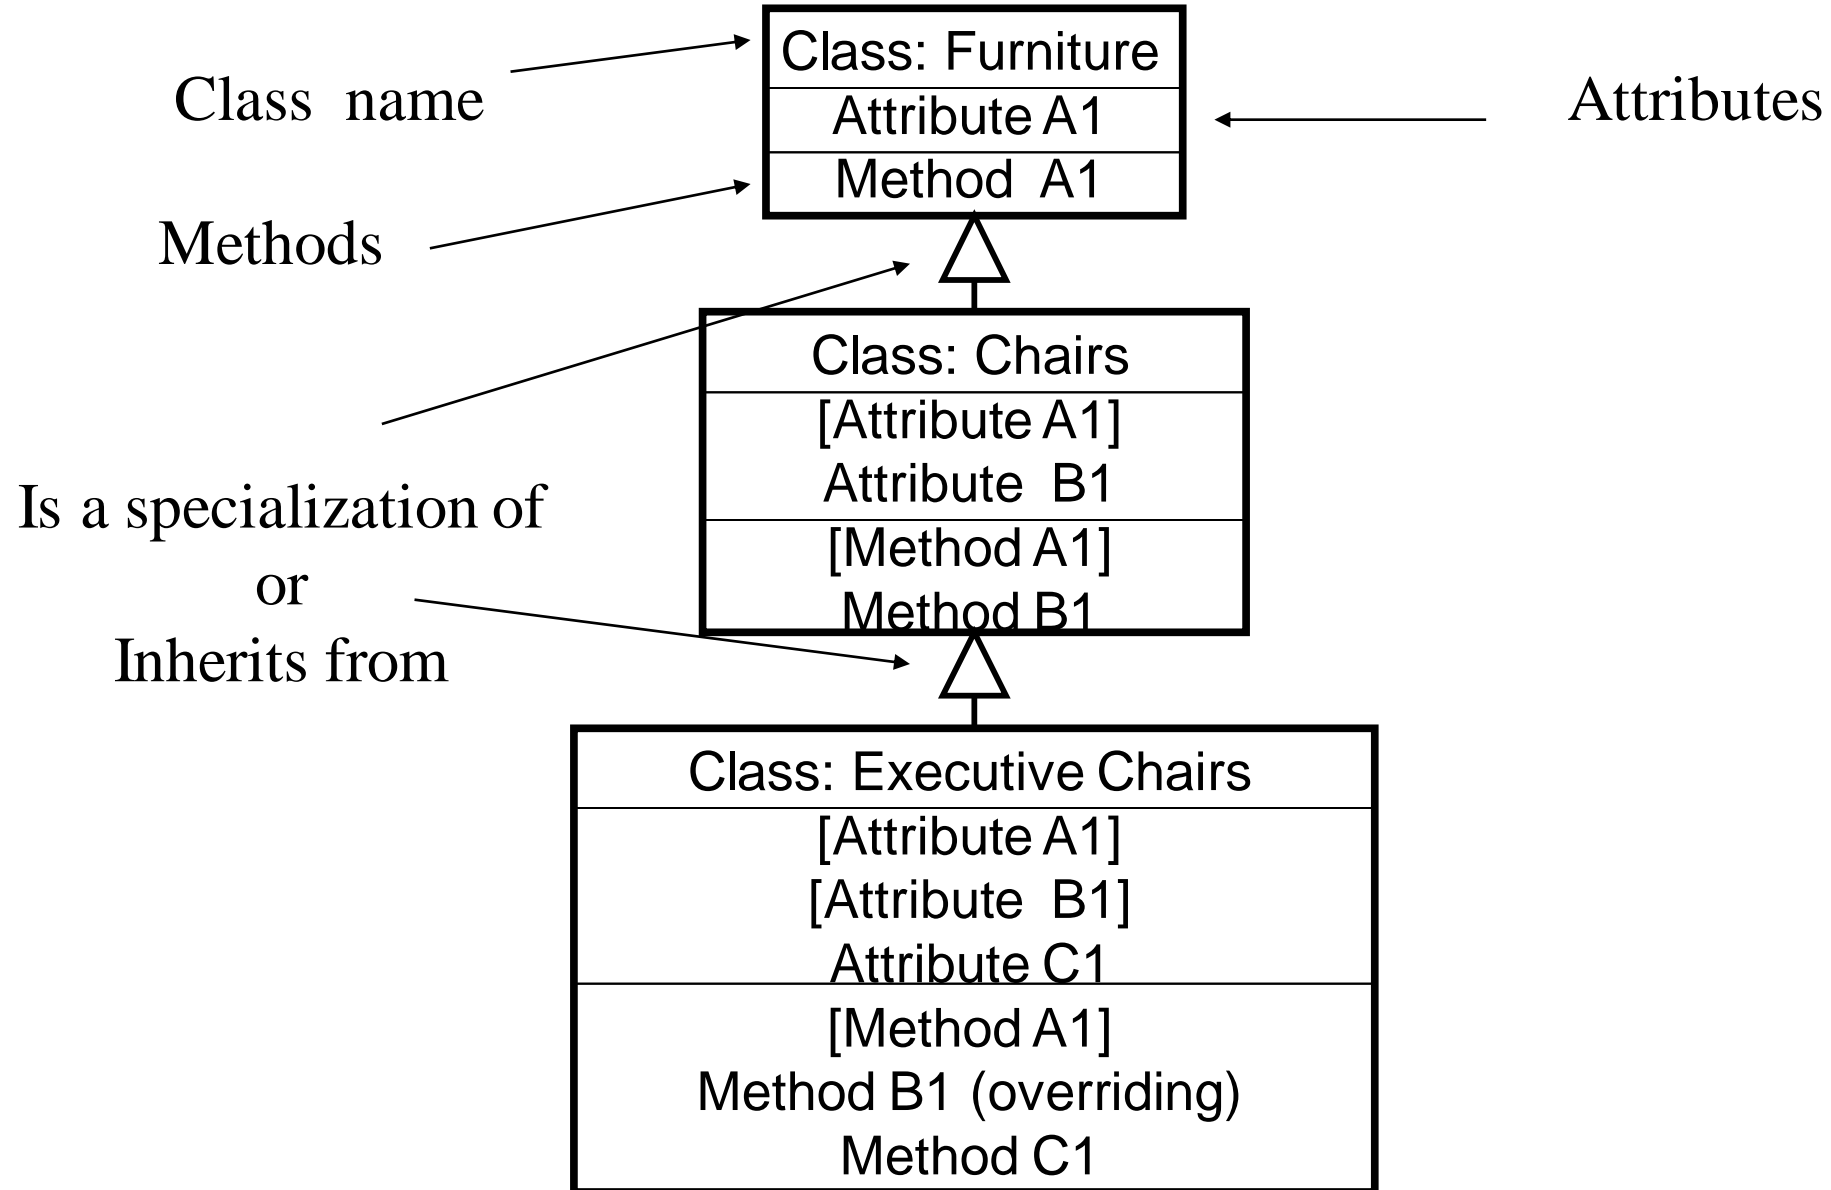 Class: Furniture
Class name
Attribute A1
Attributes
Method A1
Methods
Class: Chairs
[Attribute A1]
Attribute B1
[Method A1]
Method B1
Is a specialization of
or
Inherits from
Class: Executive Chairs
[Attribute A1]
[Attribute B1]
Attribute C1
[Method A1]
Method B1 (overriding)
Method C1